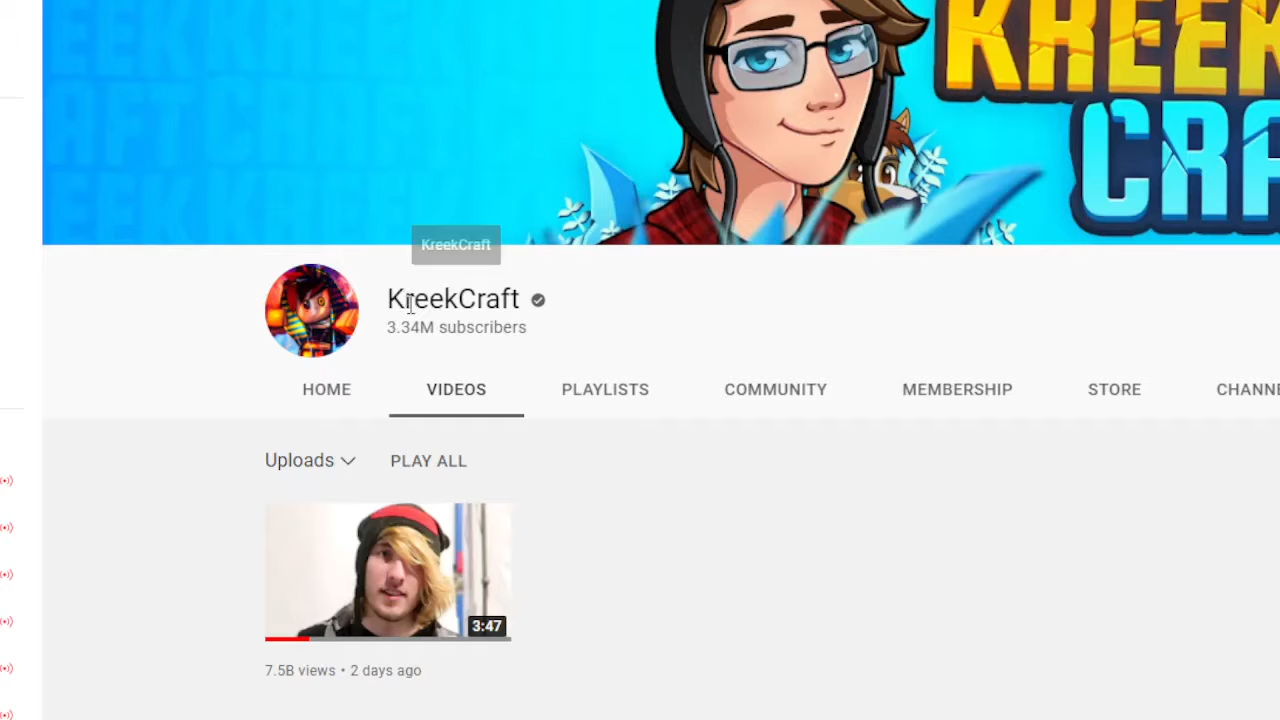 KREEK
CRA
KreekCraft
KreekCraft
3.34M subscribers
HOME VIDEOS PLAYLISTS COMMUNITY MEMBERSHIP STORE CHANNE
Uploads PLAY ALL
3:47
7.5B views • 2 days ago